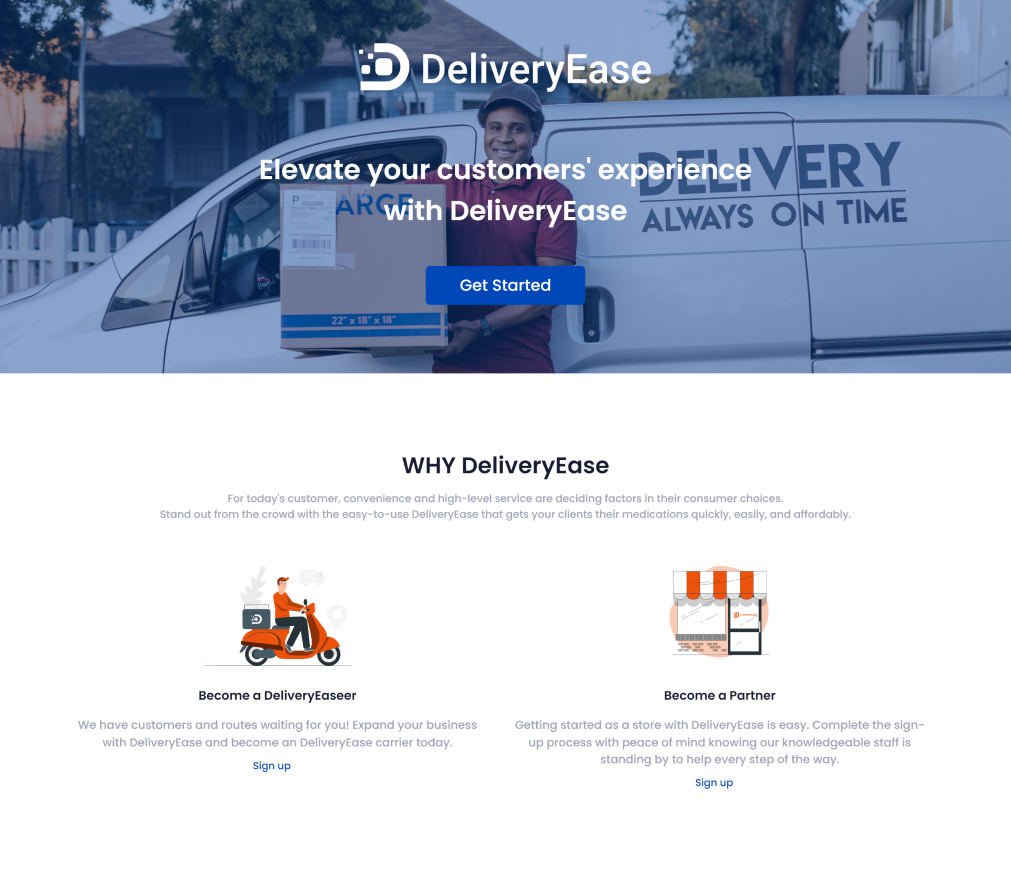 DeliveryEase
Elevate your customers' experience
with DeliveryEase
DELIVERY
ALWAYS ON TIME
P
ARGE
22" x 18" x 18"
Get Started
WHY DeliveryEase
For today's customer, convenience and high-level service are deciding factors in their consumer choices.
Stand out from the crowd with the easy-to-use DeliveryEase that gets your clients their medications quickly, easily, and affordably.
Become a DeliveryEaseer
We have customers and routes waiting for you! Expand your business
with DeliveryEase and become an DeliveryEase carrier today.
Sign up
Become a Partner
Getting started as a store with DeliveryEase is easy. Complete the sign-
up process with peace of mind knowing our knowledgeable staff is
standing by to help every step of the way.
Sign up